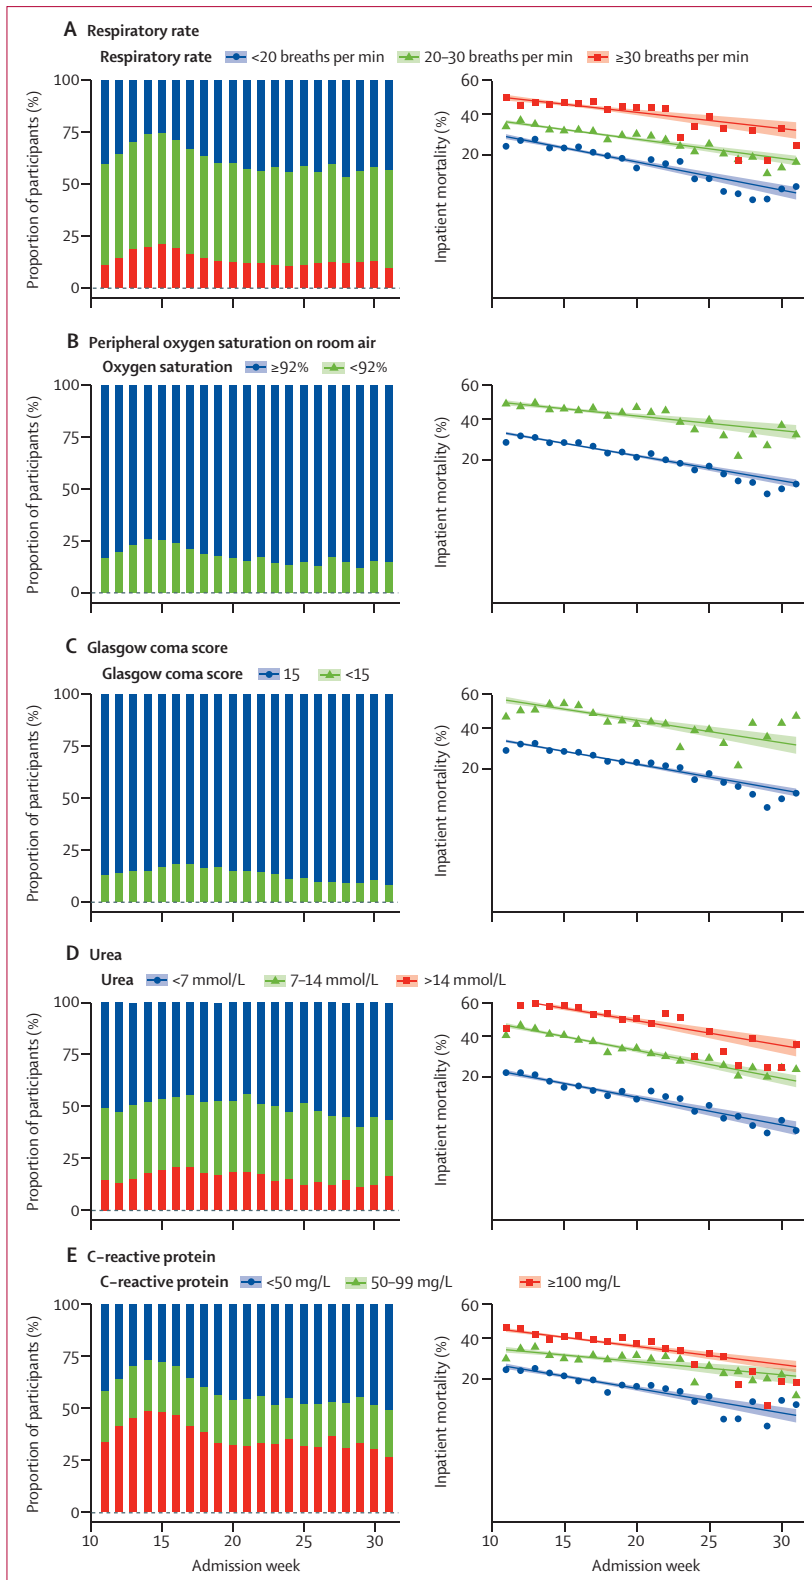 A Respiratory rate
Respiratory rate <20 breaths per min 20–30 breaths per min ≥30 breaths per min
Proportion of participants (%)
100
75
50
25
0
Inpatient mortality (%)
60
40
20
B Peripheral oxygen saturation on room air
Oxygen saturation ≥92% <92%
Proportion of participants (%)
100
75
50
25
0
Inpatient mortality (%)
60
40
20
C Glasgow coma score
Glasgow coma score 15 <15
Proportion of participants (%)
100
75
50
25
0
Inpatient mortality (%)
60
40
20
D Urea
Urea <7 mmol/L 7–14 mmol/L >14 mmol/L
Proportion of participants (%)
100
75
50
25
0
Inpatient mortality (%)
60
40
20
E C-reactive protein
C-reactive protein <50 mg/L 50–99 mg/L ≥100 mg/L
Proportion of participants (%)
100
75
50
25
0
10 15 20 25 30
Admission week
Inpatient mortality (%)
60
40
20
10 15 20 25 30
Admission week